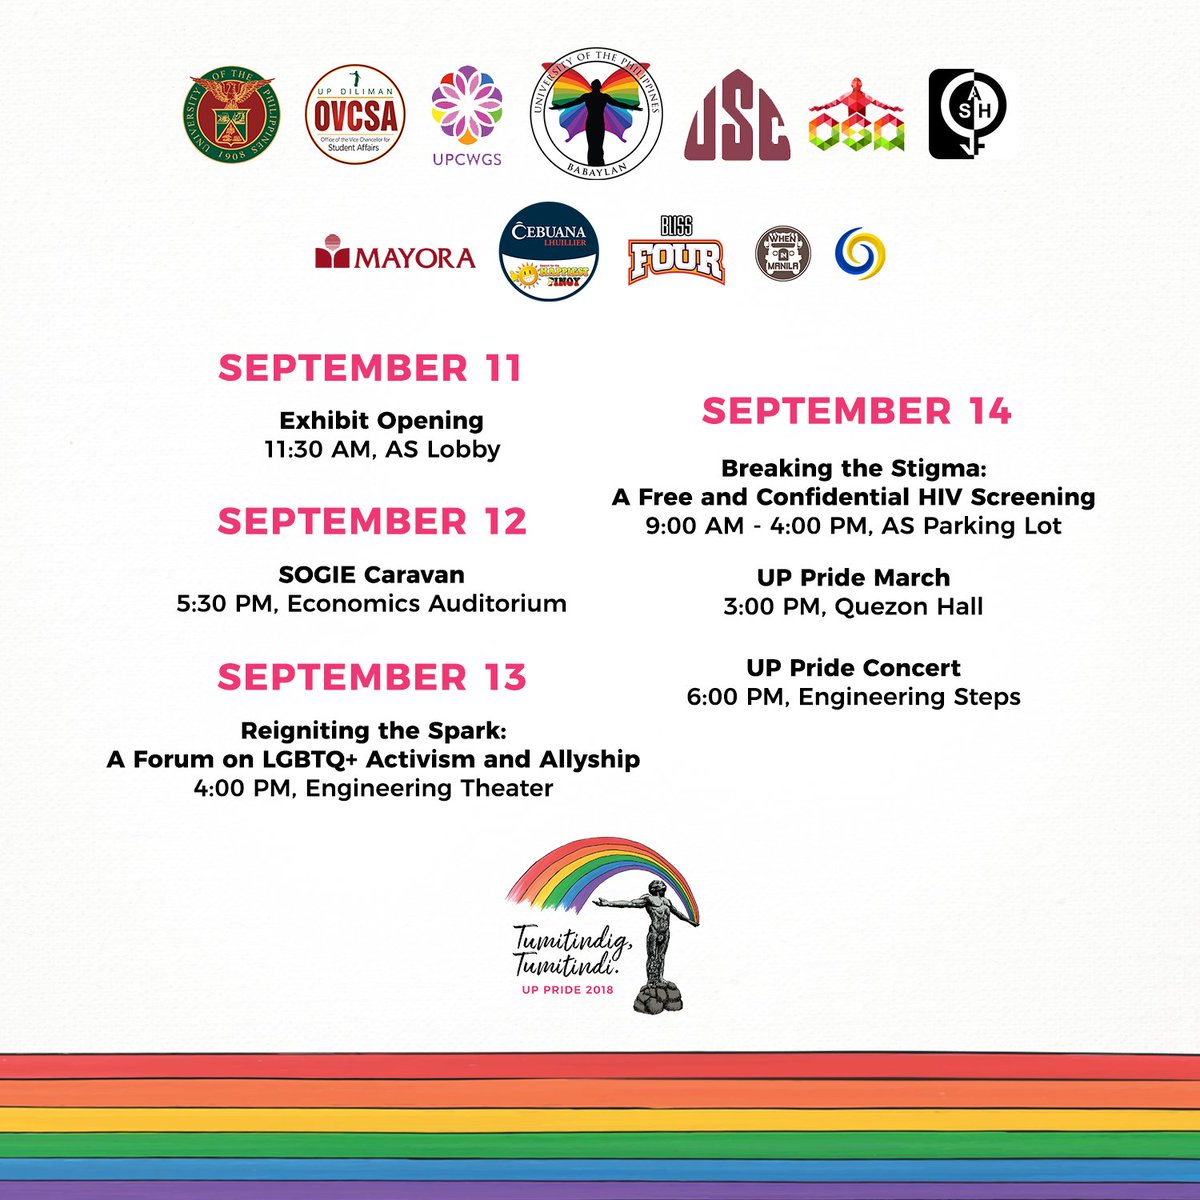 UNIVERSITY OF THE PHILIPPINES
1908
UP DILIMAN
OVCSA
Office of the Vice Chancellor for
Student Affairs
UPCWGS
UNIVERSITY OF THE PHILIPPINES
BABAYLAN
USC
OSA
ASH
MAYORA
CEBUANA
LHUILLIER
HAPPIEST
PINOY
BLISS
FOUR
WHEN
IN
MANILA
SEPTEMBER 11
Exhibit Opening
11:30 AM, AS Lobby
SEPTEMBER 12
SOGIE Caravan
5:30 PM, Economics Auditorium
SEPTEMBER 13
Reigniting the Spark:
A Forum on LGBTQ+ Activism and Allyship
4:00 PM, Engineering Theater
SEPTEMBER 14
Breaking the Stigma:
A Free and Confidential HIV Screening
9:00 AM - 4:00 PM, AS Parking Lot
UP Pride March
3:00 PM, Quezon Hall
UP Pride Concert
6:00 PM, Engineering Steps
Tumitindig,
Tumitindi.
UP PRIDE 2018